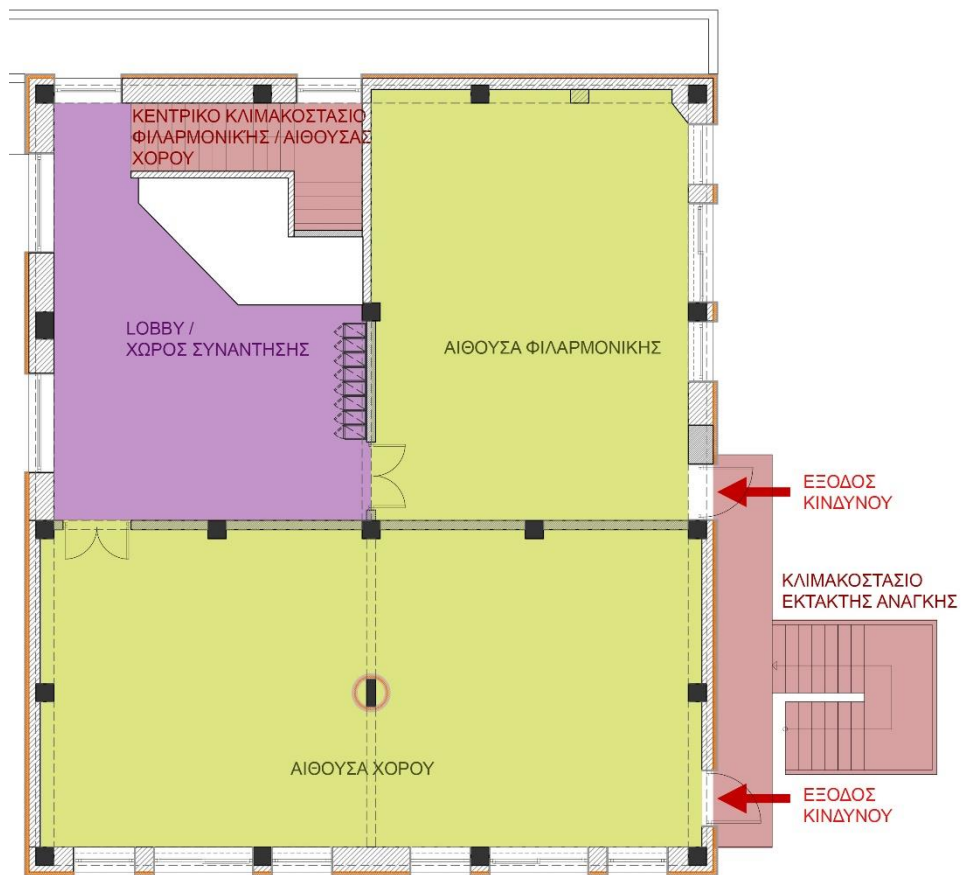 ΚΕΝΤΡΙΚΟ ΚΛΙΜΑΚΟΣΤΑΣΙΟ
ΦΙΛΑΡΜΟΝΙΚΗΣ / ΑΙΘΟΥΣΑΣ
ΧΟΡΟΥ
LOBBY /
ΧΩΡΟΣ ΣΥΝΑΝΤΗΣΗΣ
ΑΙΘΟΥΣΑ ΦΙΛΑΡΜΟΝΙΚΗΣ
ΕΞΟΔΟΣ
ΚΙΝΔΥΝΟΥ
ΚΛΙΜΑΚΟΣΤΑΣΙΟ
ΕΚΤΑΚΤΗΣ ΑΝΑΓΚΗΣ
ΑΙΘΟΥΣΑ ΧΟΡΟΥ
ΕΞΟΔΟΣ
ΚΙΝΔΥΝΟΥ